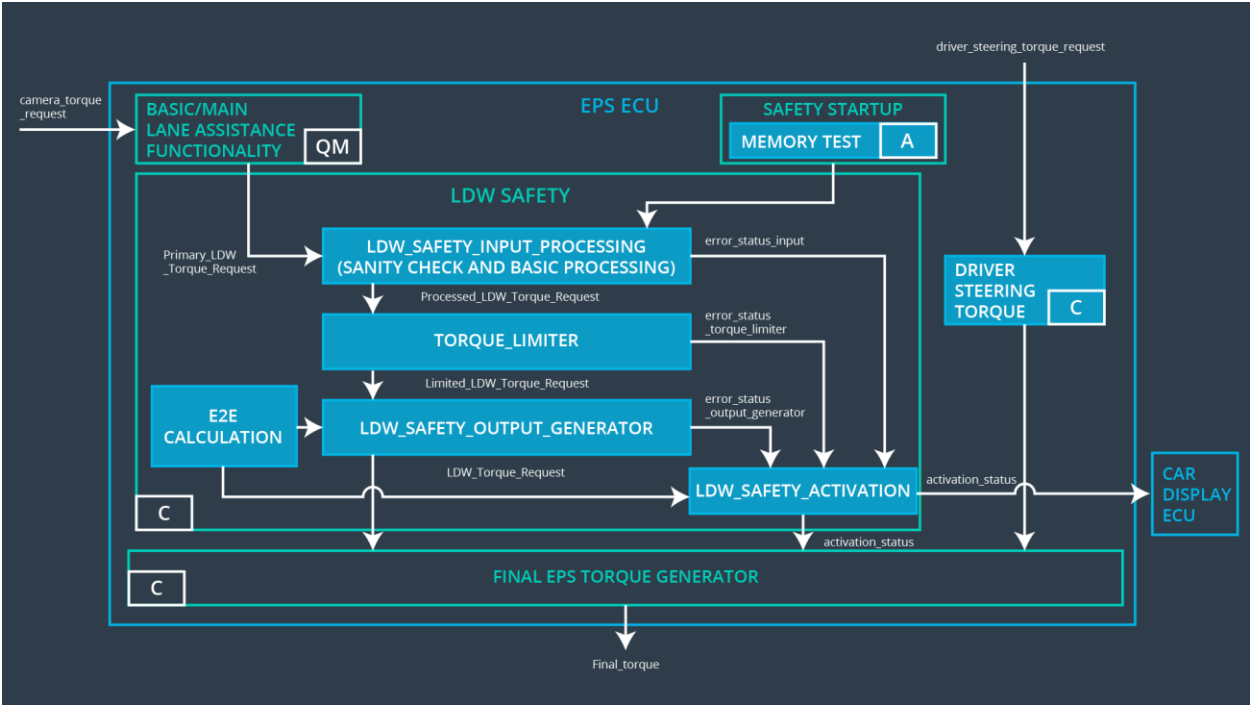 driver_steering_torque_request
camera_torque
_request
BASIC/MAIN
LANE ASSISTANCE
FUNCTIONALITY
QM
EPS ECU
SAFETY STARTUP
MEMORY TEST
A
LDW SAFETY
Primary_LDW
_Torque_Request
LDW_SAFETY_INPUT_PROCESSING
(SANITY CHECK AND BASIC PROCESSING)
error_status_input
DRIVER
STEERING
TORQUE
C
Processed_LDW_Torque_Request
TORQUE_LIMITER
error_status
_torque_limiter
Limited_LDW_Torque_Request
E2E
CALCULATION
LDW_SAFETY_OUTPUT_GENERATOR
error_status
_output_generator
LDW_Torque_Request
LDW_SAFETY_ACTIVATION
activation_status
CAR
DISPLAY
ECU
C
activation_status
FINAL EPS TORQUE GENERATOR
C
Final_torque